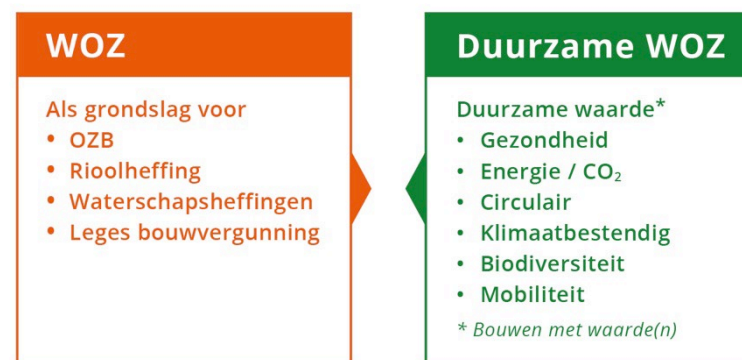 WOZ
Als grondslag voor
• OZB
• Rioolheffing
• Waterschapsheffingen
• Leges bouwvergunning
Duurzame WOZ
Duurzame waarde*
• Gezondheid
• Energie / CO₂
• Circulair
• Klimaatbestendig
• Biodiversiteit
• Mobiliteit
* Bouwen met waarde(n)